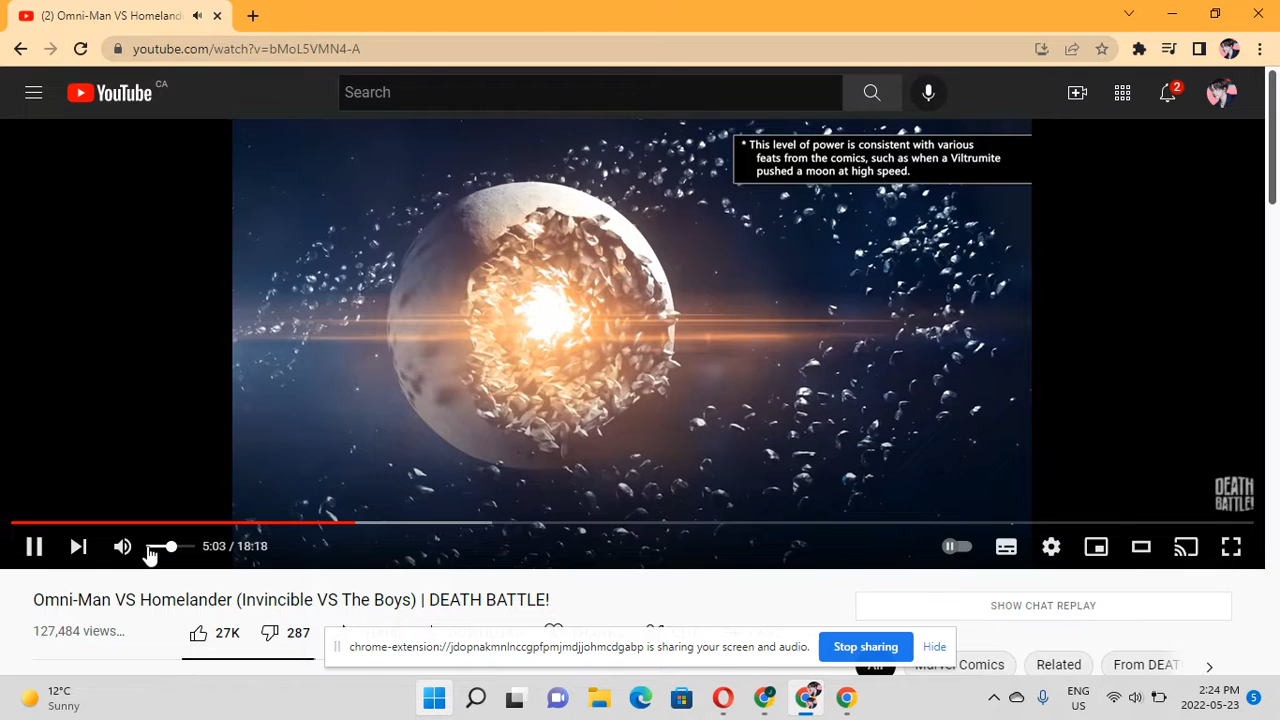 (2) Omni-Man VS Homelande
youtube.com/watch?v=bMoL5VMN4-A
YouTube CA
Search
2
* This level of power is consistent with various
feats from the comics, such as when a Viltrumite
pushed a moon at high speed.
DEATH
BATTLE!
5:03 / 18:18
Omni-Man VS Homelander (Invincible VS The Boys) | DEATH BATTLE!
SHOW CHAT REPLAY
127,484 views...
27K
287
chrome-extension://jdopnakmnlnccgpfpmjmdjjohmcdgabp is sharing your screen and audio.
Stop sharing
Hide
All
Marvel Comics
Related
From DEAT
12°C
Sunny
ENG
US
2:24 PM
2022-05-23
5